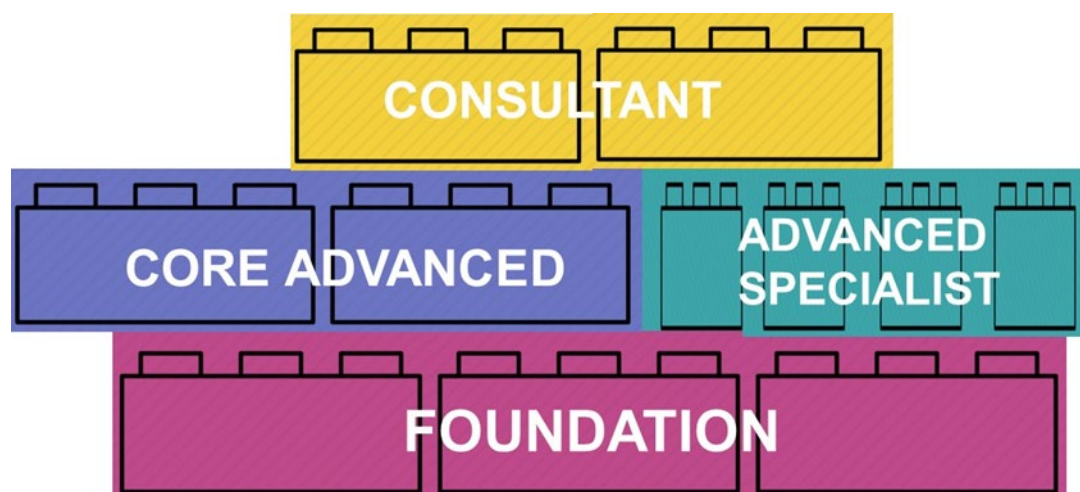 CONSULTANT
CORE ADVANCED
ADVANCED
SPECIALIST
FOUNDATION